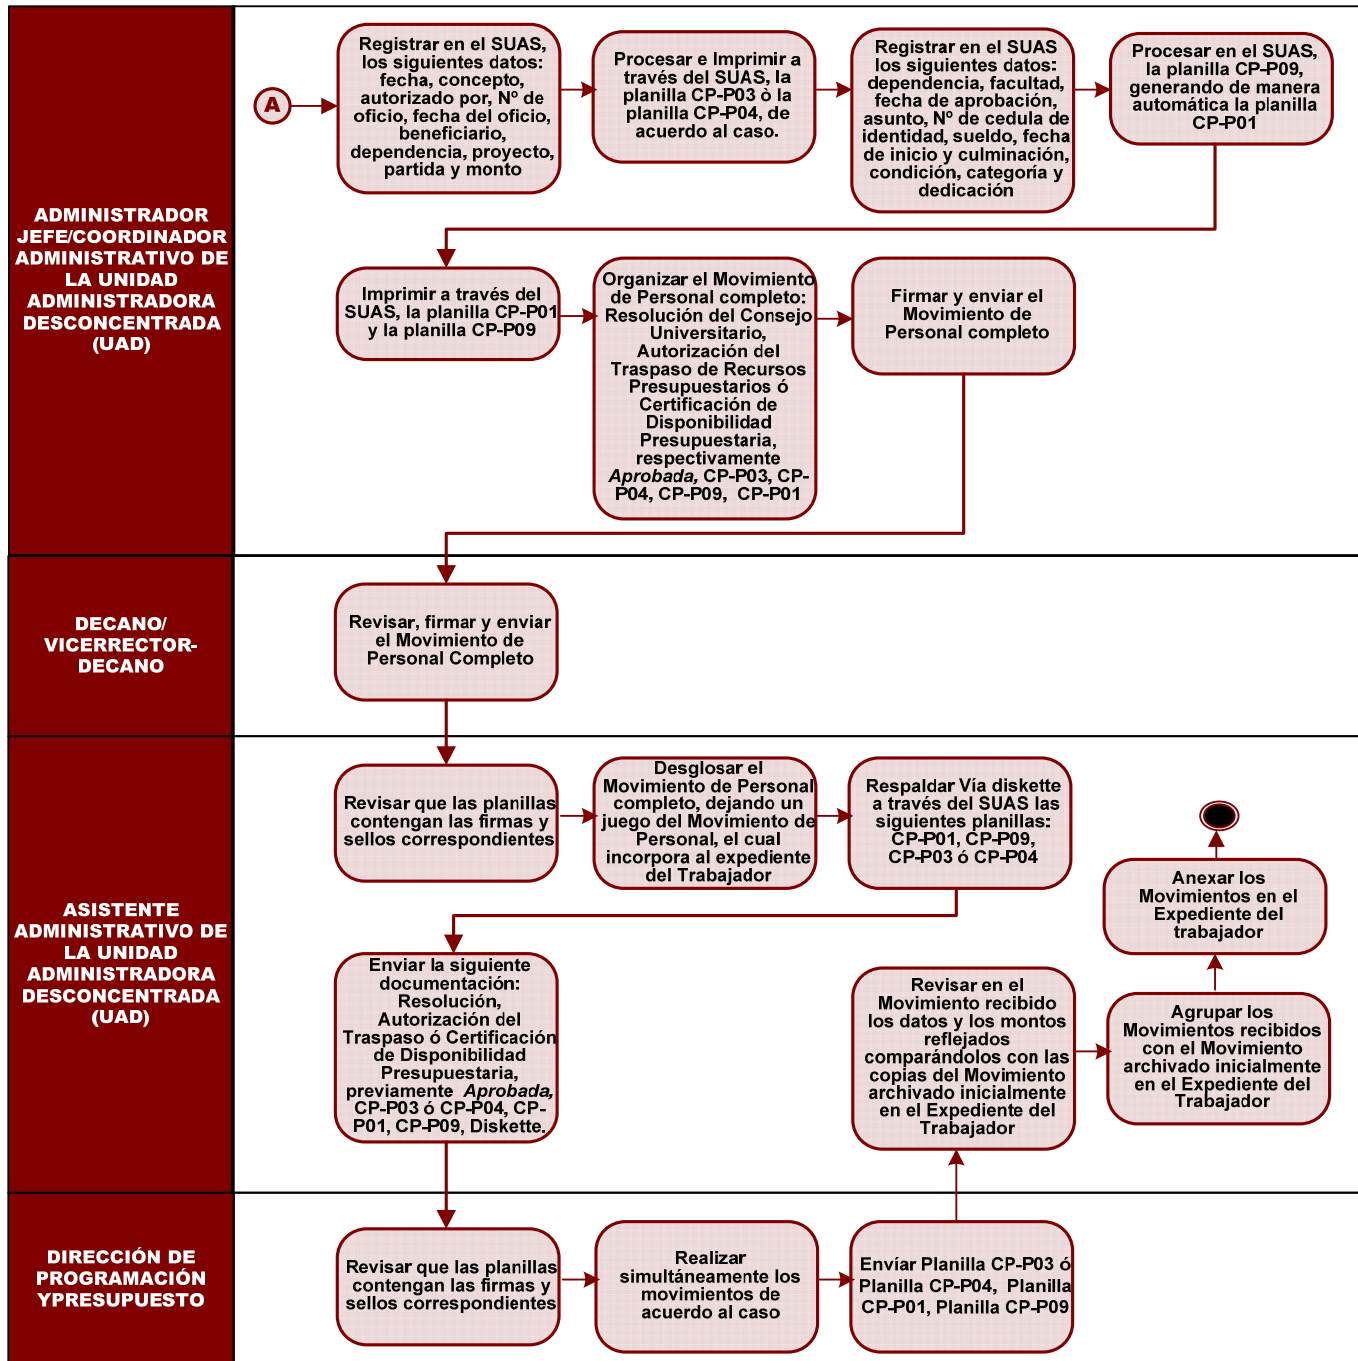 ADMINISTRADOR
JEFE/COORDINADOR
ADMINISTRATIVO DE
LA UNIDAD
ADMINISTRADORA
DESCONCENTRADA
(UAD)
A
Registrar en el SUAS,
los siguientes datos:
fecha, concepto,
autorizado por, Nº de
oficio, fecha del oficio,
beneficiario,
dependencia, proyecto,
partida y monto
Procesar e Imprimir a
través del SUAS, la
planilla CP-P03 ò la
planilla CP-P04, de
acuerdo al caso.
Registrar en el SUAS
los siguientes datos:
dependencia, facultad,
fecha de aprobación,
asunto, Nº de cedula de
identidad, sueldo, fecha
de inicio y culminación,
condición, categoría y
dedicación
Procesar en el SUAS,
la planilla CP-P09,
generando de manera
automática la planilla
CP-P01
Imprimir a través del
SUAS, la planilla CP-P01
y la planilla CP-P09
Organizar el Movimiento
de Personal completo:
Resolución del Consejo
Universitario,
Autorización del
Traspaso de Recursos
Presupuestarios ó
Certificación de
Disponibilidad
Presupuestaria,
respectivamente
Aprobada, CP-P03, CP-
P04, CP-P09, CP-P01
Firmar y enviar el
Movimiento de
Personal completo
DECANO/
VICERRECTOR-
DECANO
Revisar, firmar y enviar
el Movimiento de
Personal Completo
ASISTENTE
ADMINISTRATIVO DE
LA UNIDAD
ADMINISTRADORA
DESCONCENTRADA
(UAD)
Revisar que las planillas
contengan las firmas y
sellos correspondientes
Desglosar el
Movimiento de Personal
completo, dejando un
juego del Movimiento de
Personal, el cual
incorpora al expediente
del Trabajador
Respaldar Vía diskette
a través del SUAS las
siguientes planillas:
CP-P01, CP-P09,
CP-P03 ó CP-P04
Enviar la siguiente
documentación:
Resolución,
Autorización del
Traspaso ó Certificación
de Disponibilidad
Presupuestaria,
previamente Aprobada,
CP-P03 ó CP-P04, CP-
P01, CP-P09, Diskette.
Revisar en el
Movimiento recibido
los datos y los montos
reflejados
comparándolos con las
copias del Movimiento
archivado inicialmente
en el Expediente del
Trabajador
Agrupar los
Movimientos recibidos
con el Movimiento
archivado inicialmente
en el Expediente del
Trabajador
Anexar los
Movimientos en el
Expediente del
trabajador
DIRECCIÓN DE
PROGRAMACIÓN
YPRESUPUESTO
Revisar que las planillas
contengan las firmas y
sellos correspondientes
Realizar
simultáneamente los
movimientos de
acuerdo al caso
Envíar Planilla CP-P03 ó
Planilla CP-P04, Planilla
CP-P01, Planilla CP-P09